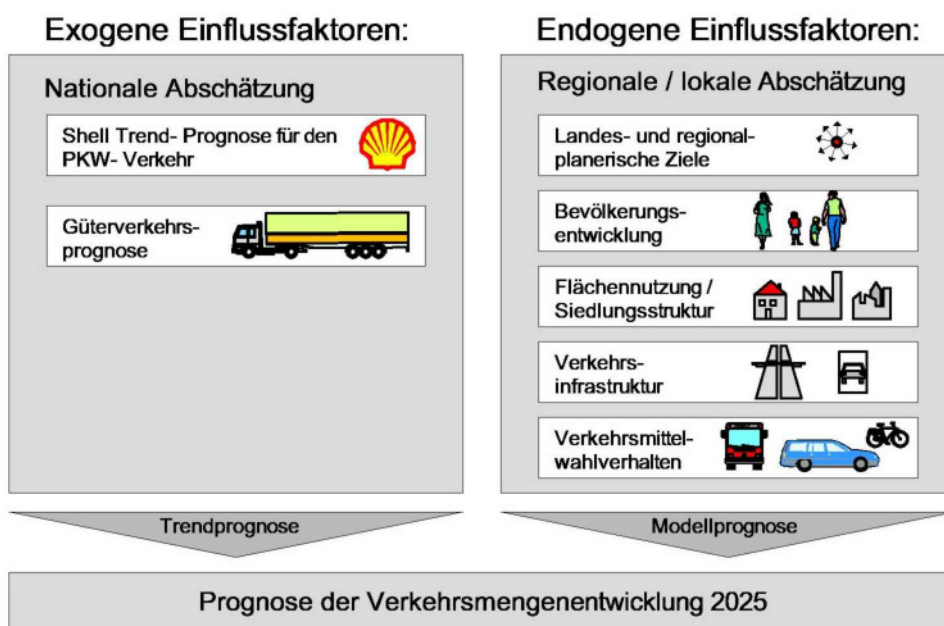 Exogene Einflussfaktoren:
Nationale Abschätzung
Shell Trend- Prognose für den
PKW- Verkehr
Güterverkehrs-
prognose
Trendprognose
Endogene Einflussfaktoren:
Regionale / lokale Abschätzung
Landes- und regional-
planerische Ziele
Bevölkerungs-
entwicklung
Flächennutzung /
Siedlungsstruktur
Verkehrs-
infrastruktur
Verkehrsmittel-
wahlverhalten
Modellprognose
Prognose der Verkehrsmengenentwicklung 2025